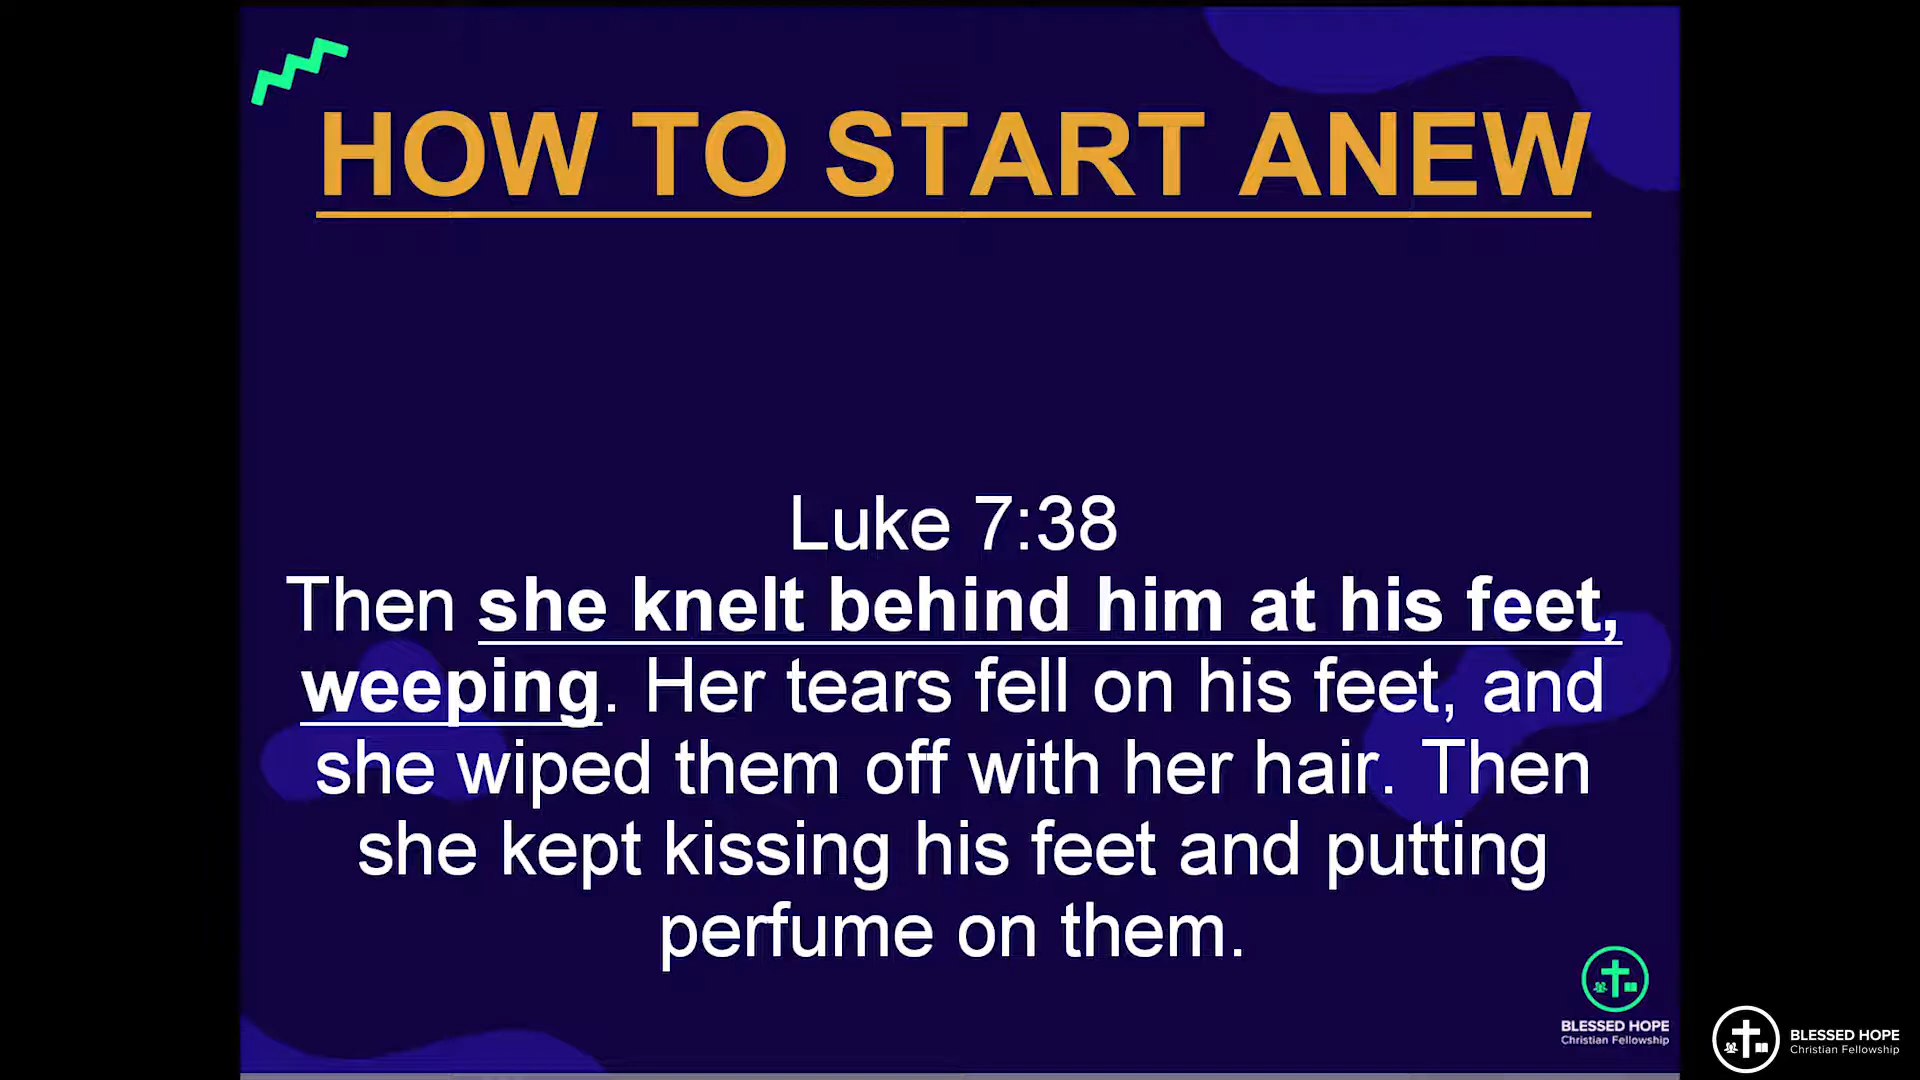 HOW TO START ANEW
Luke 7:38
Then she knelt behind him at his feet,
weeping. Her tears fell on his feet, and
she wiped them off with her hair. Then
she kept kissing his feet and putting
perfume on them.
BLESSED HOPE
Christian Fellowship
BLESSED HOPE
Christian Fellowship